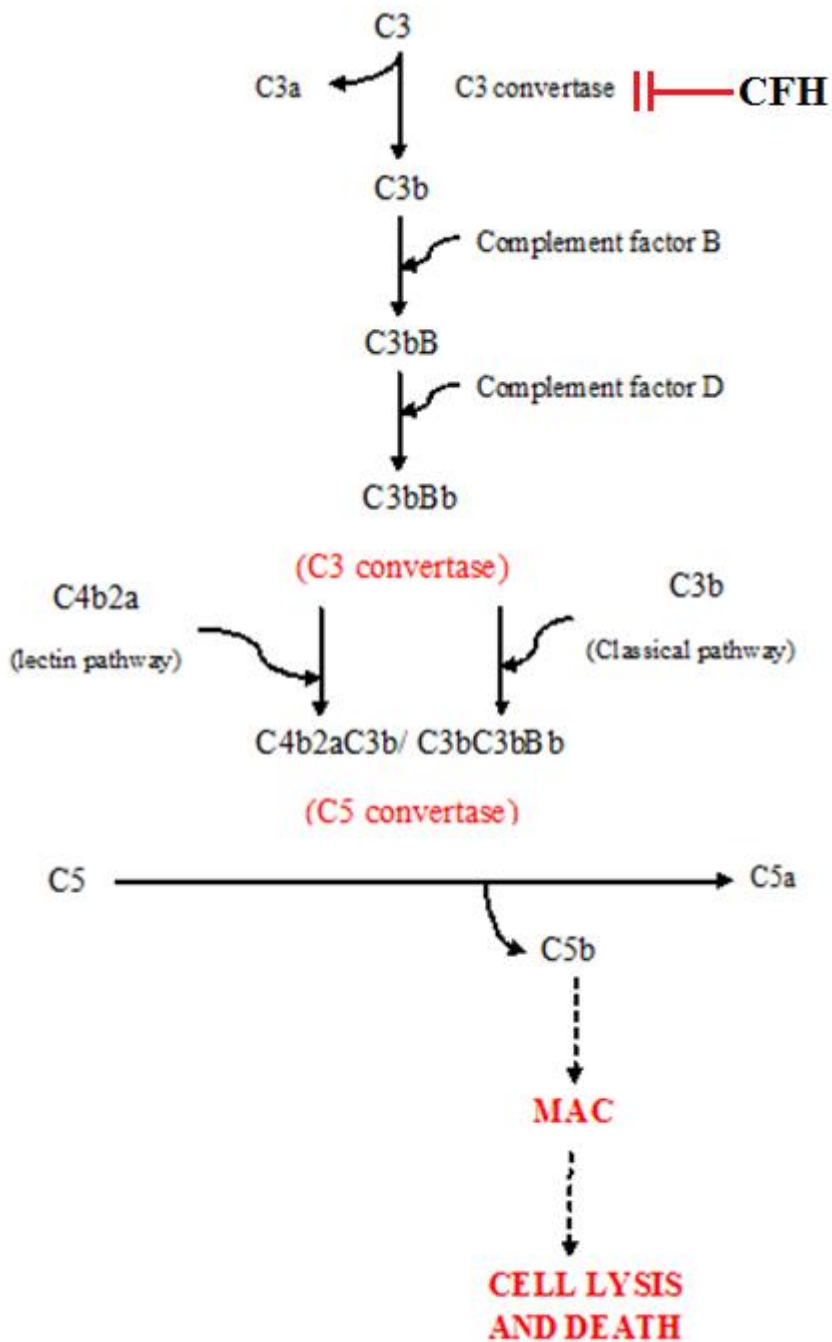 C3
C3a
C3 convertase
CFH
C3b
Complement factor B
C3bB
Complement factor D
C3bBb
(C3 convertase)
C4b2a
(lectin pathway)
C3b
(Classical pathway)
C4b2aC3b/ C3bC3bBb
(C5 convertase)
C5
C5a
C5b
MAC
CELL LYSIS
AND DEATH